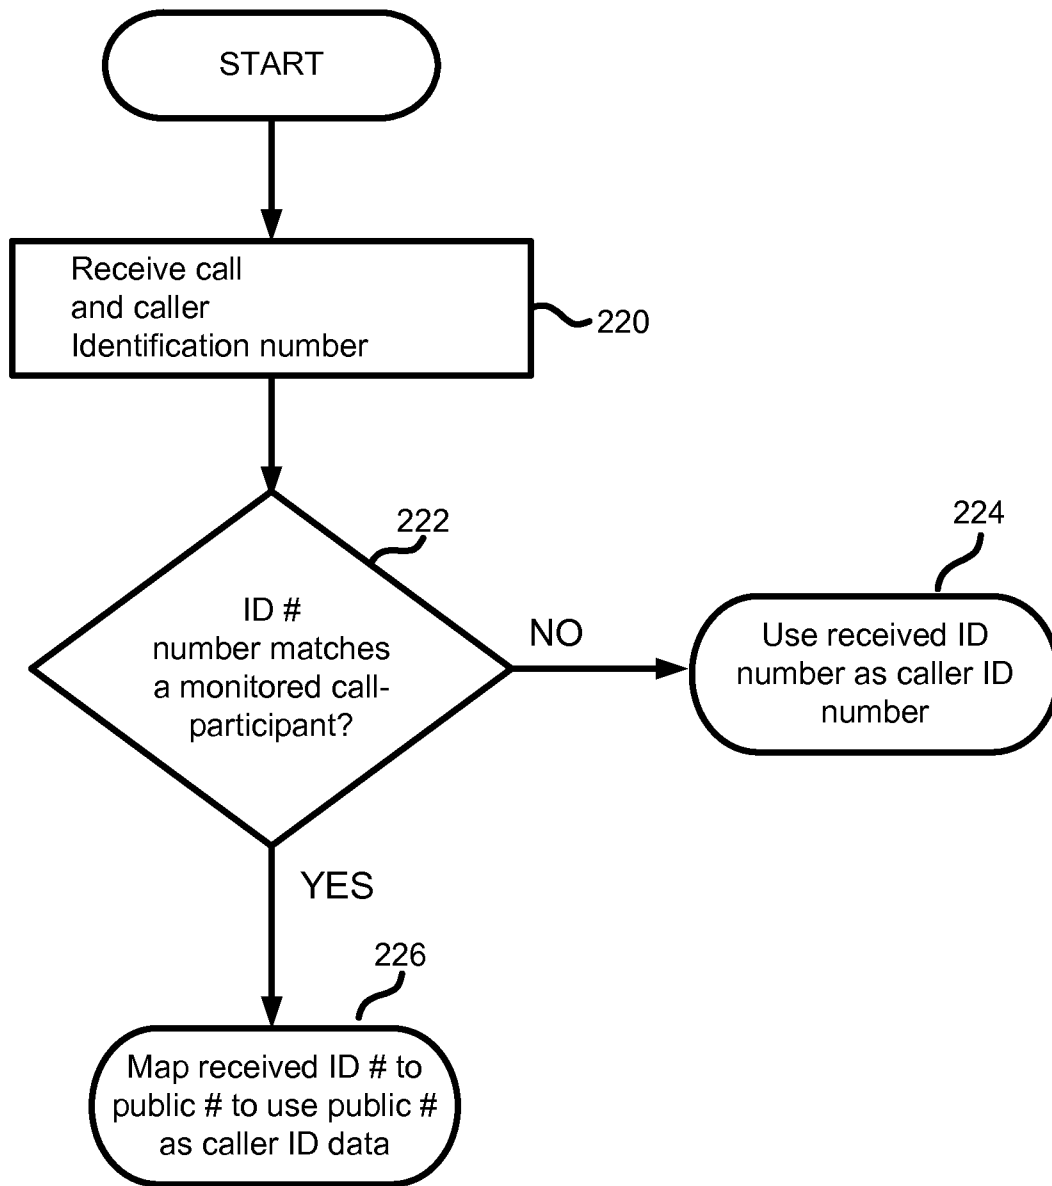 START
Receive call
and caller
Identification number
220
222
ID #
number matches
a monitored call-
participant?
NO
224
Use received ID
number as caller ID
number
YES
226
Map received ID # to
public # to use public #
as caller ID data